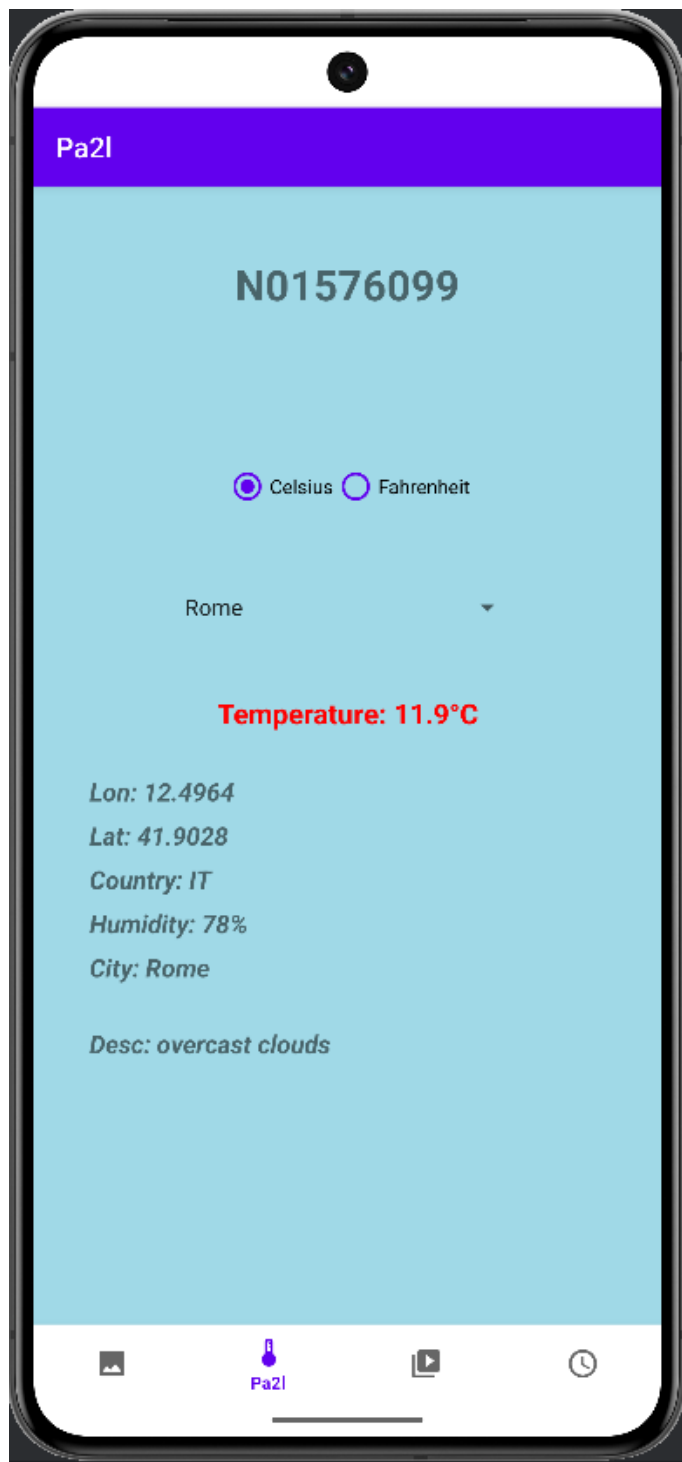 Pa2l
N01576099
Celsius Fahrenheit
Rome
Temperature: 11.9°C
Lon: 12.4964
Lat: 41.9028
Country: IT
Humidity: 78%
City: Rome
Desc: overcast clouds
Pa2l